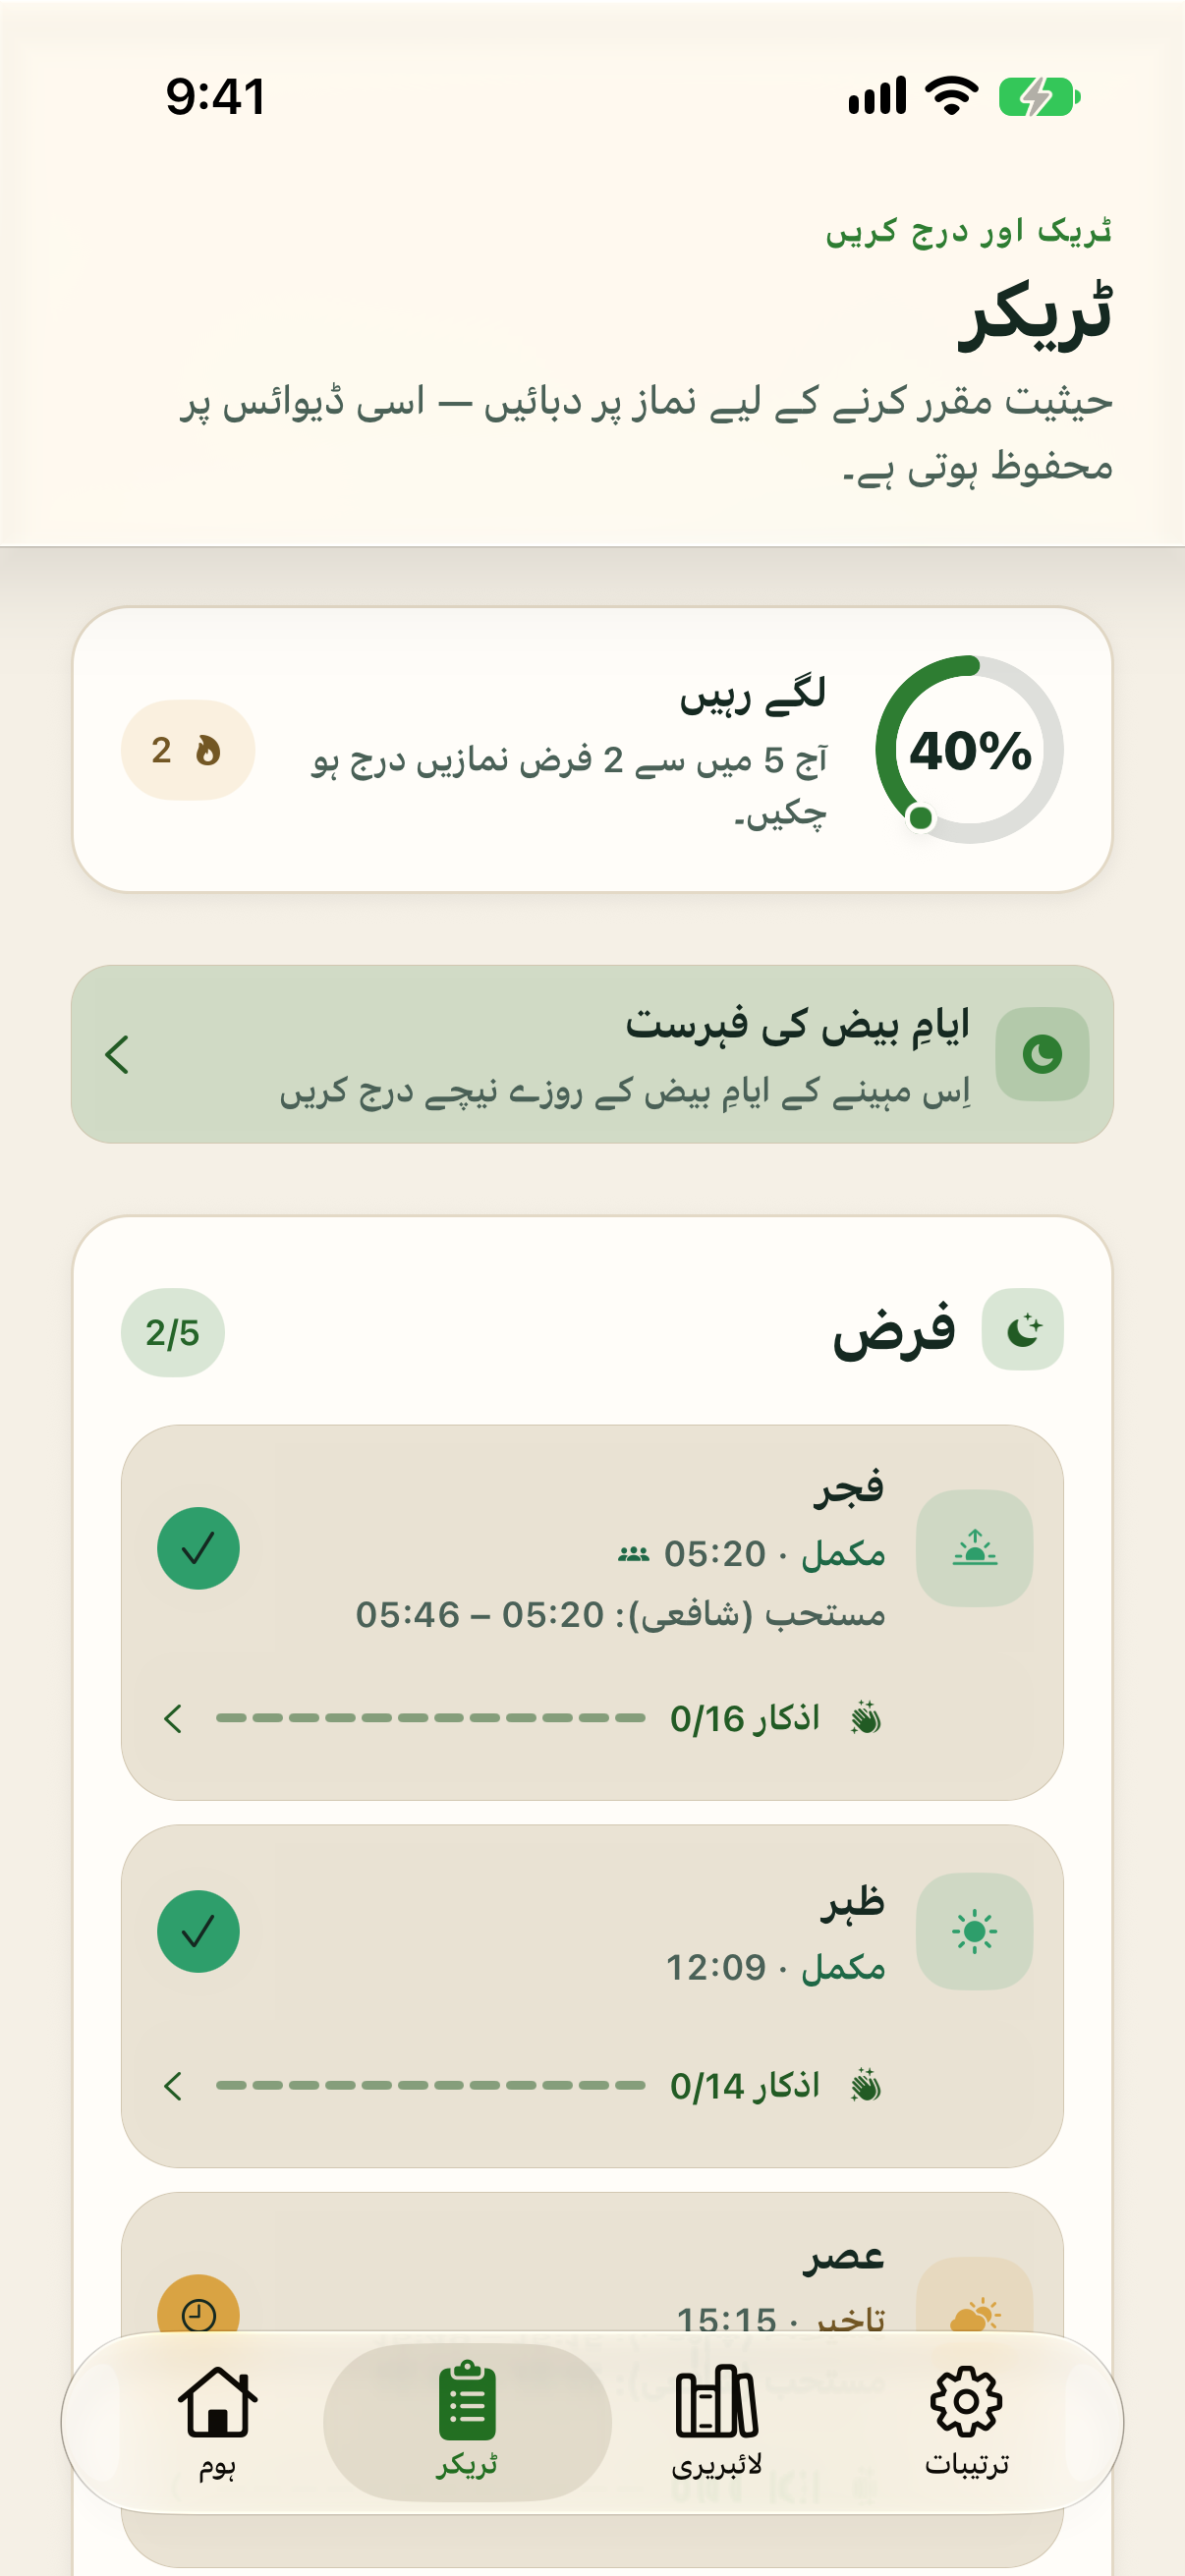 9:41
ٹریک اور درج کریں
ٹریکر
حیثیت مقرر کرنے کے لیے نماز پر دبائیں — اسی ڈیوائس پر
محفوظ ہوتی ہے۔
40%
لگے رہیں
آج 5 میں سے 2 فرض نمازیں درج ہو
چکیں۔
2
ایامِ بیض کی فہرست
اِس مہینے کے ایامِ بیض کے روزے نیچے درج کریں
فرض
2/5
فجر
مکمل · 05:20
مستحب (شافعی): 05:20 – 05:46
اذکار 0/16
ظہر
مکمل · 12:09
اذکار 0/14
عصر
تاخیر · 15:15
ترتیبات
لائبریری
ٹریکر
ہوم